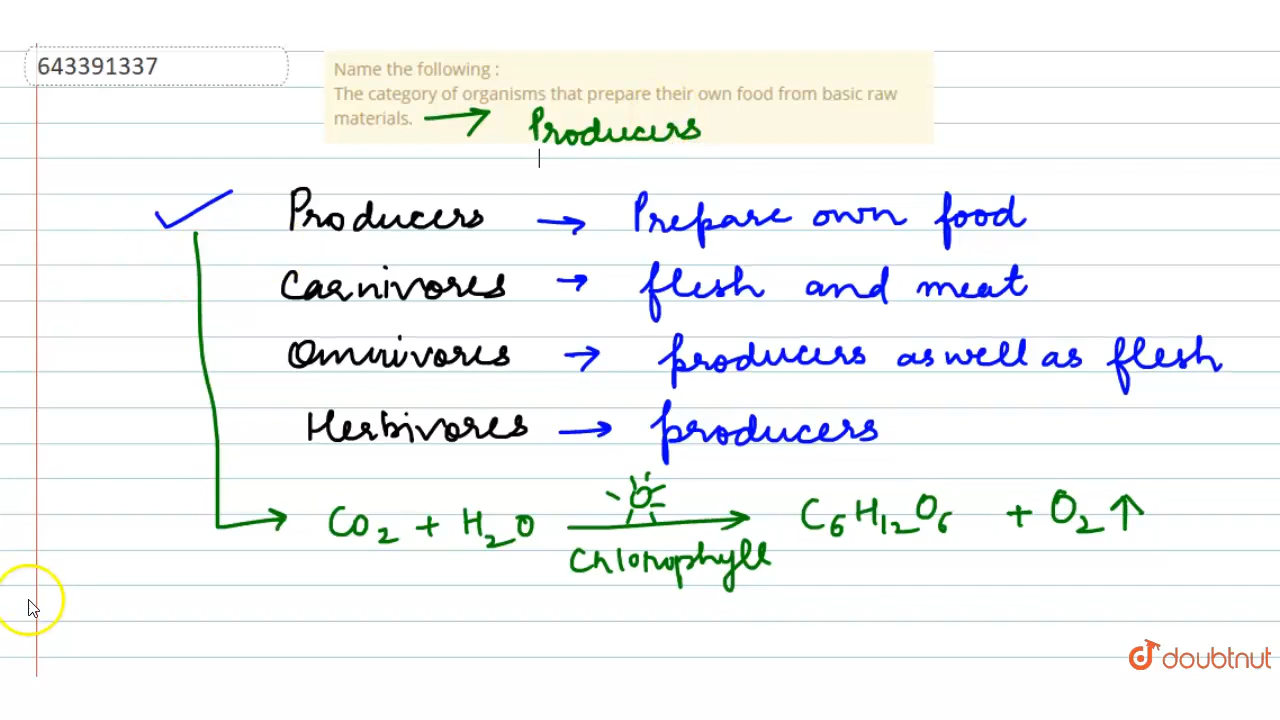 643391337
Name the following :
The category of organisms that prepare their own food from basic raw
materials. → Producers
Producers → Prepare own food
Carnivores → flesh and meat
Omnivores → producers as well as flesh
Herbivores → producers
CO2 + H2O → C6H12O6 + O2 ↑
Chlorophyll
doubtnut